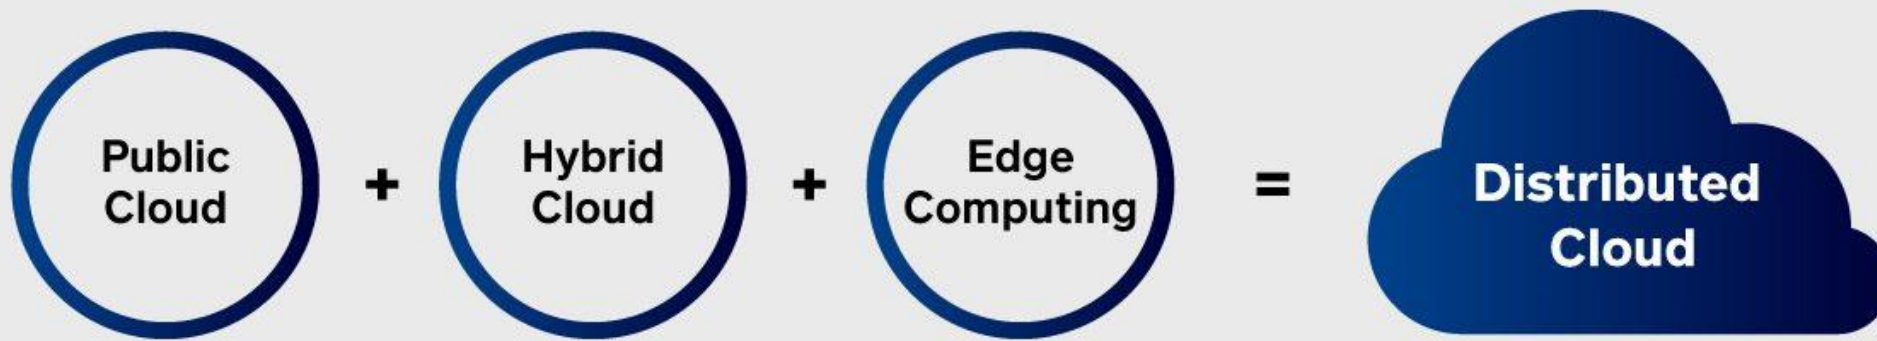 Public
Cloud
+
Hybrid
Cloud
+
Edge
Computing
=
Distributed
Cloud